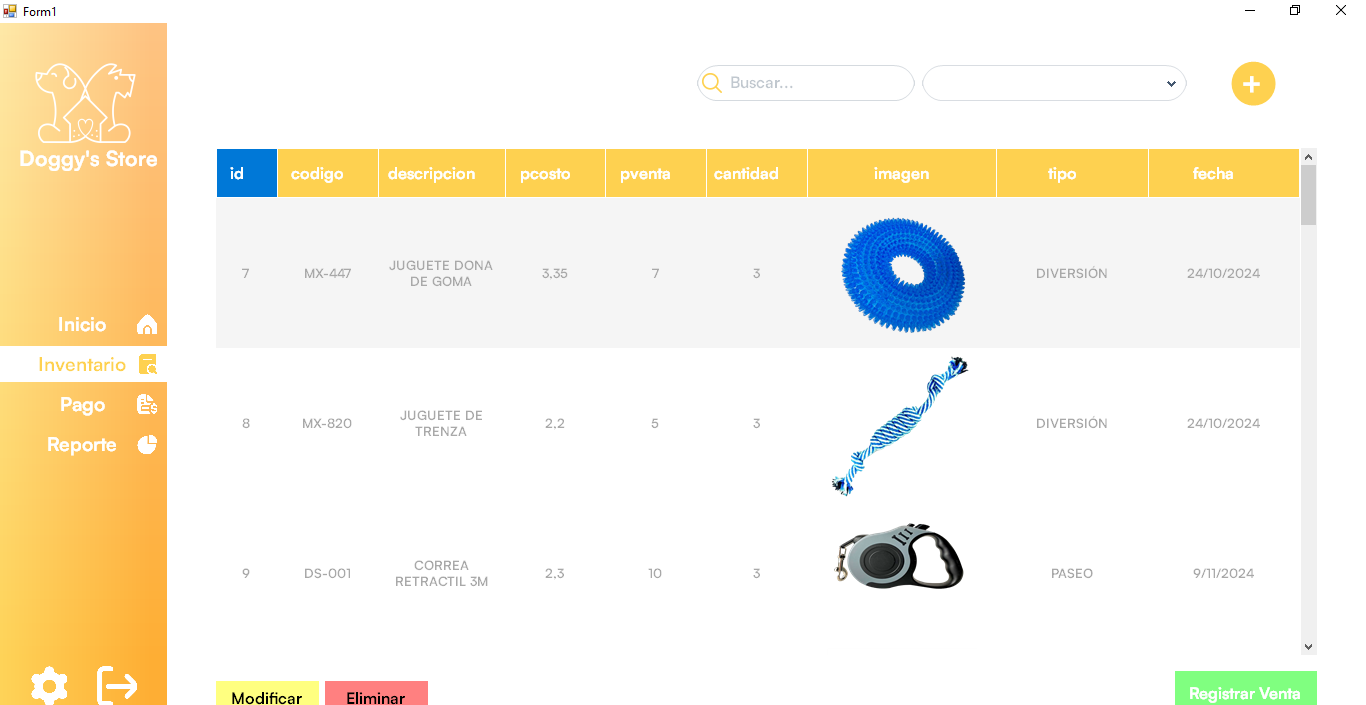 Form1
Doggy's Store
Inicio
Inventario
Pago
Reporte
Buscar...
id codigo descripcion pcosto pventa cantidad imagen tipo fecha
7 MX-447 JUGUETE DONA DE GOMA 3.35 7 3 DIVERSIÓN 24/10/2024
8 MX-820 JUGUETE DE TRENZA 2.2 5 3 DIVERSIÓN 24/10/2024
9 DS-001 CORREA RETRACTIL 3M 2.3 10 3 PASEO 9/11/2024
Modificar Eliminar Registrar Venta